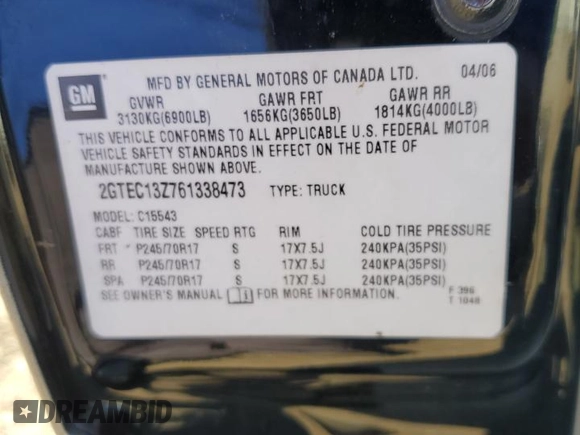 GM
MFD BY GENERAL MOTORS OF CANADA LTD. 04/06
GVWR GAWR FRT GAWR RR
3130KG(6900LB) 1656KG(3650LB) 1814KG(4000LB)
THIS VEHICLE CONFORMS TO ALL APPLICABLE U.S. FEDERAL MOTOR
VEHICLE SAFETY STANDARDS IN EFFECT ON THE DATE OF
MANUFACTURE SHOWN ABOVE.
2GTEC13Z761338473 TYPE: TRUCK
MODEL: C15543
CABF TIRE SIZE SPEED RTG RIM COLD TIRE PRESSURE
FRT P245/70R17 S 17X7.5J 240KPA(35PSI)
RR P245/70R17 S 17X7.5J 240KPA(35PSI)
SPA P245/70R17 S 17X7.5J 240KPA(35PSI)
SEE OWNER'S MANUAL FOR MORE INFORMATION.
F 396
T 1048
DREAMBID